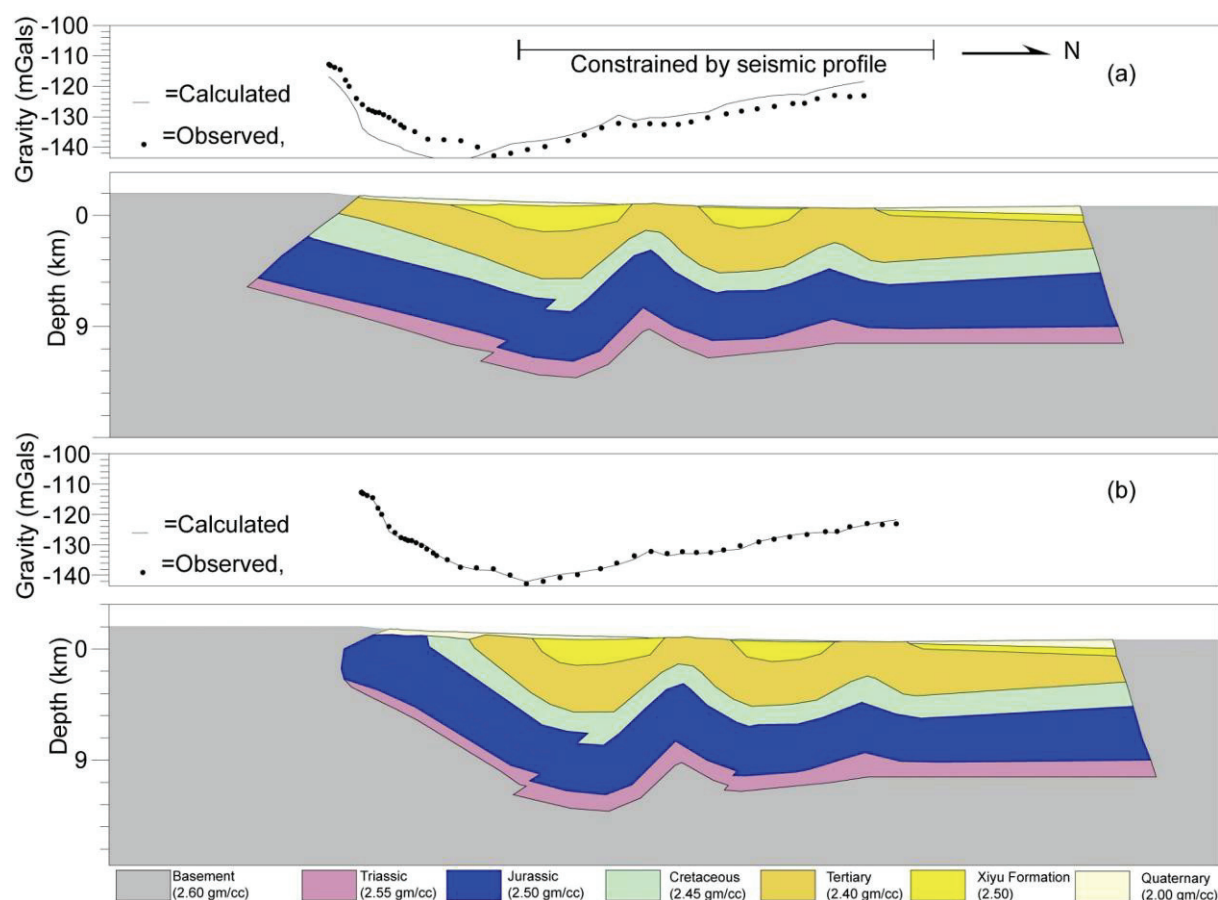 -100
-110
-120
-130
-140
Gravity (mGals)
Constrained by seismic profile
N
(a)
=Calculated
=Observed,
0
9
Depth (km)
-100
-110
-120
-130
-140
Gravity (mGals)
(b)
=Calculated
=Observed,
0
9
Depth (km)
Basement
(2.60 gm/cc)
Triassic
(2.55 gm/cc)
Jurassic
(2.50 gm/cc)
Cretaceous
(2.45 gm/cc)
Tertiary
(2.40 gm/cc)
Xiyu Formation
(2.50)
Quaternary
(2.00 gm/cc)